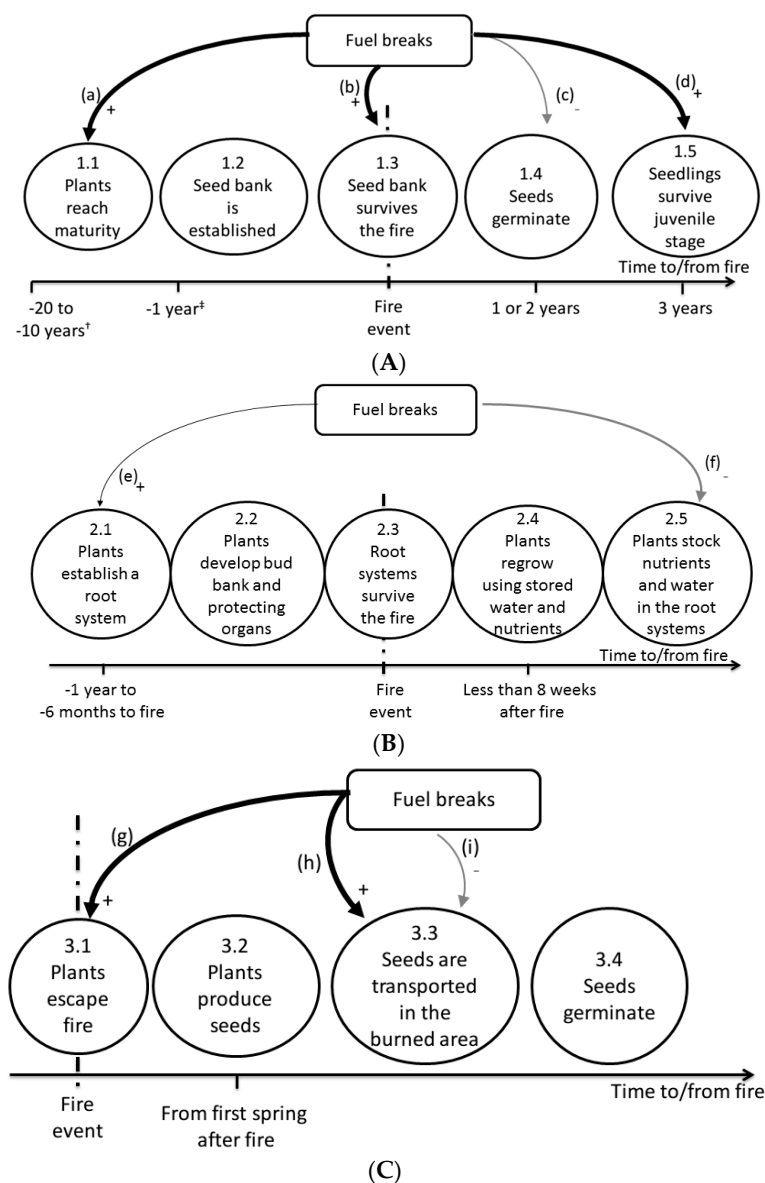 Fuel breaks
(a)
+
(b)
+
(c)
-
(d)
+
1.1
Plants
reach
maturity
1.2
Seed bank
is
established
1.3
Seed bank
survives
the fire
1.4
Seeds
germinate
1.5
Seedlings
survive
juvenile
stage
Time to/from fire
-20 to
-10 years†
-1 year‡
Fire
event
1 or 2 years
3 years
(A)
Fuel breaks
(e)
+
(f)
-
2.1
Plants
establish a
root
system
2.2
Plants
develop bud
bank and
protecting
organs
2.3
Root
systems
survive
the fire
2.4
Plants
regrow
using stored
water and
nutrients
2.5
Plants stock
nutrients
and water
in the root
systems
Time to/from fire
-1 year to
-6 months to fire
Fire
event
Less than 8 weeks
after fire
(B)
Fuel breaks
(g)
+
(h)
+
(i)
-
3.1
Plants
escape
fire
3.2
Plants
produce
seeds
3.3
Seeds are
transported
in the
burned area
3.4
Seeds
germinate
Time to/from fire
Fire
event
From first spring
after fire
(C)